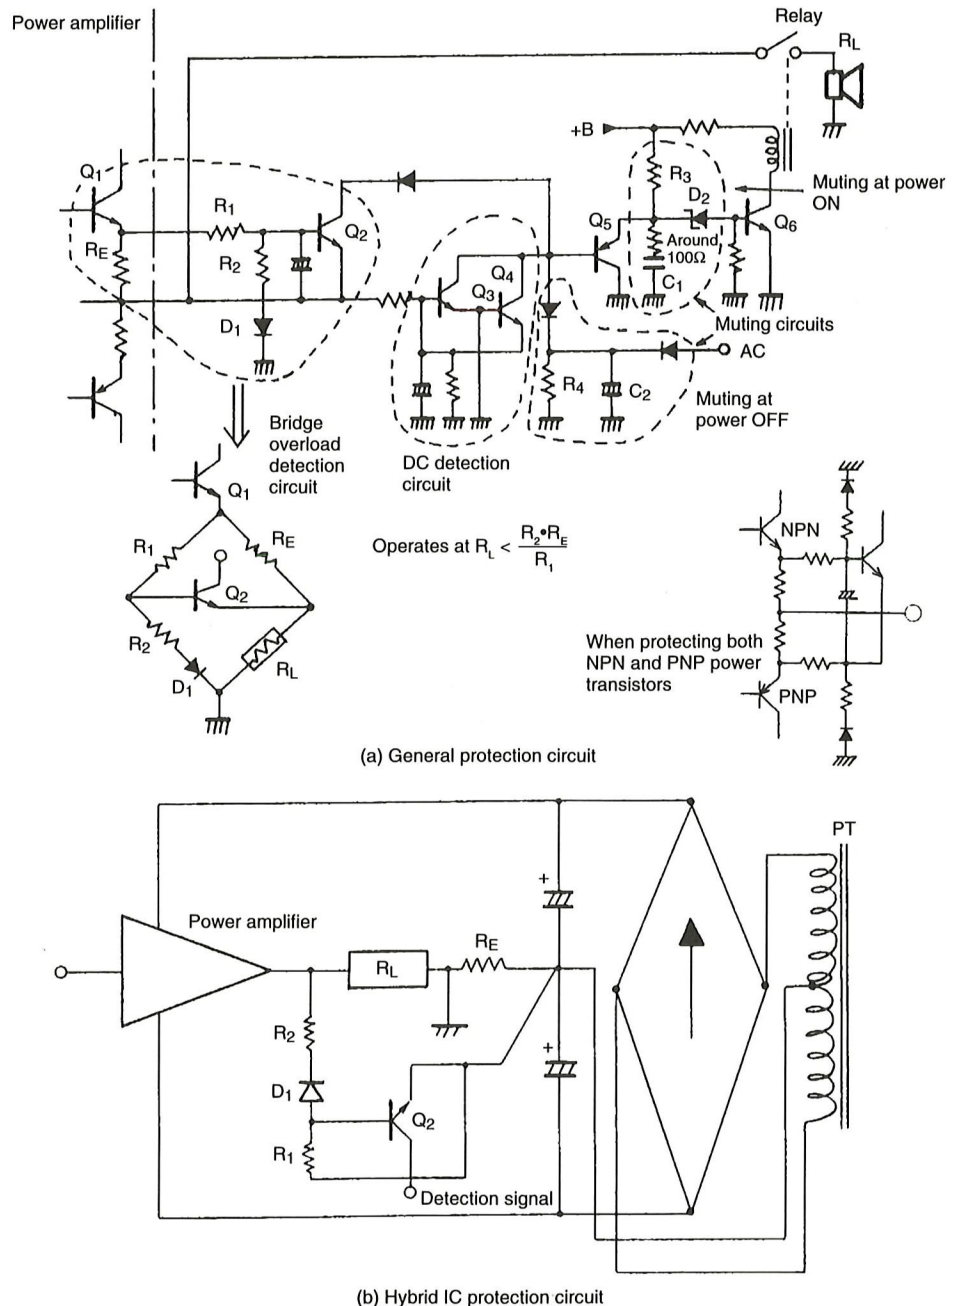 Power amplifier
Relay
RL
+B
Q1
R3
D2
Muting at power
ON
R1
Q2
Q5
Q6
RE
R2
Q4
Around
100Ω
Q3
C1
D1
Muting circuits
AC
R4
C2
Muting at
power OFF
Bridge
overload
detection
circuit
DC detection
circuit
Q1
R1
RE
Operates at RL < R2•RE
R1
NPN
Q2
R2
RL
D1
When protecting both
NPN and PNP power
transistors
PNP
(a) General protection circuit
PT
+
Power amplifier
RE
RL
R2
+
D1
Q2
R1
Detection signal
(b) Hybrid IC protection circuit